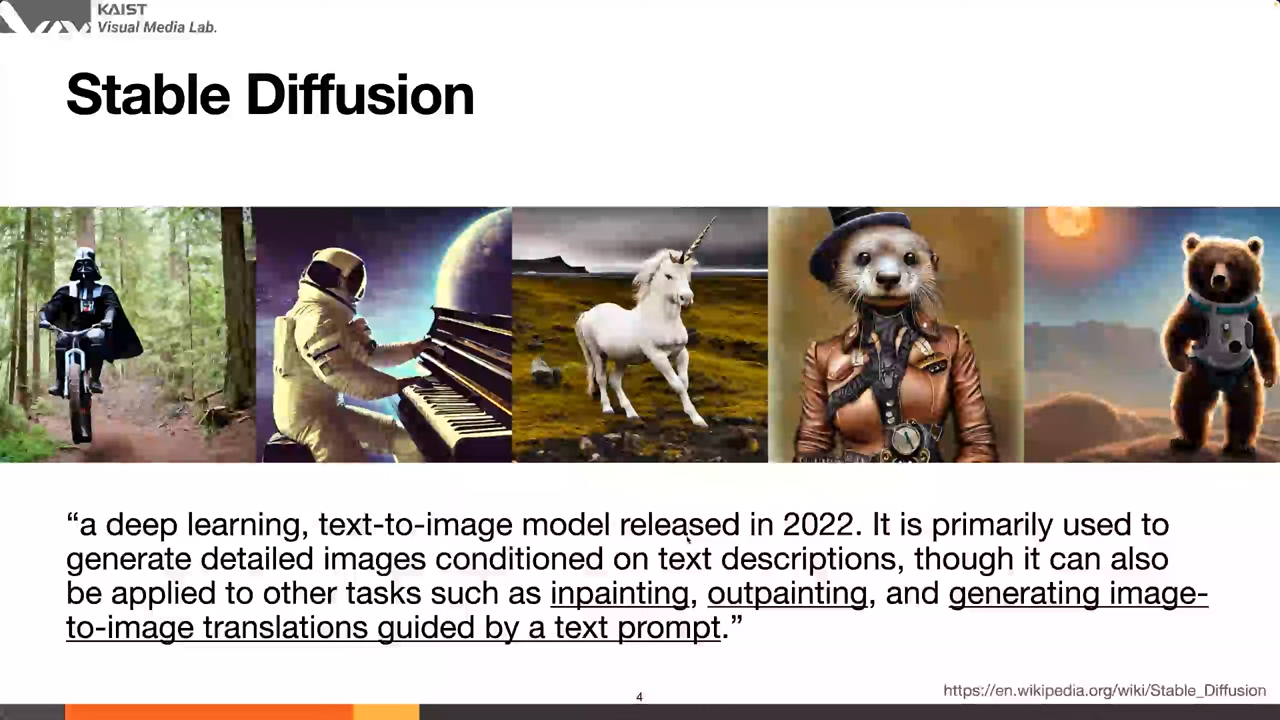 KAIST
Visual Media Lab.
Stable Diffusion
“a deep learning, text-to-image model released in 2022. It is primarily used to
generate detailed images conditioned on text descriptions, though it can also
be applied to other tasks such as inpainting, outpainting, and generating image-
to-image translations guided by a text prompt.”
4
https://en.wikipedia.org/wiki/Stable_Diffusion